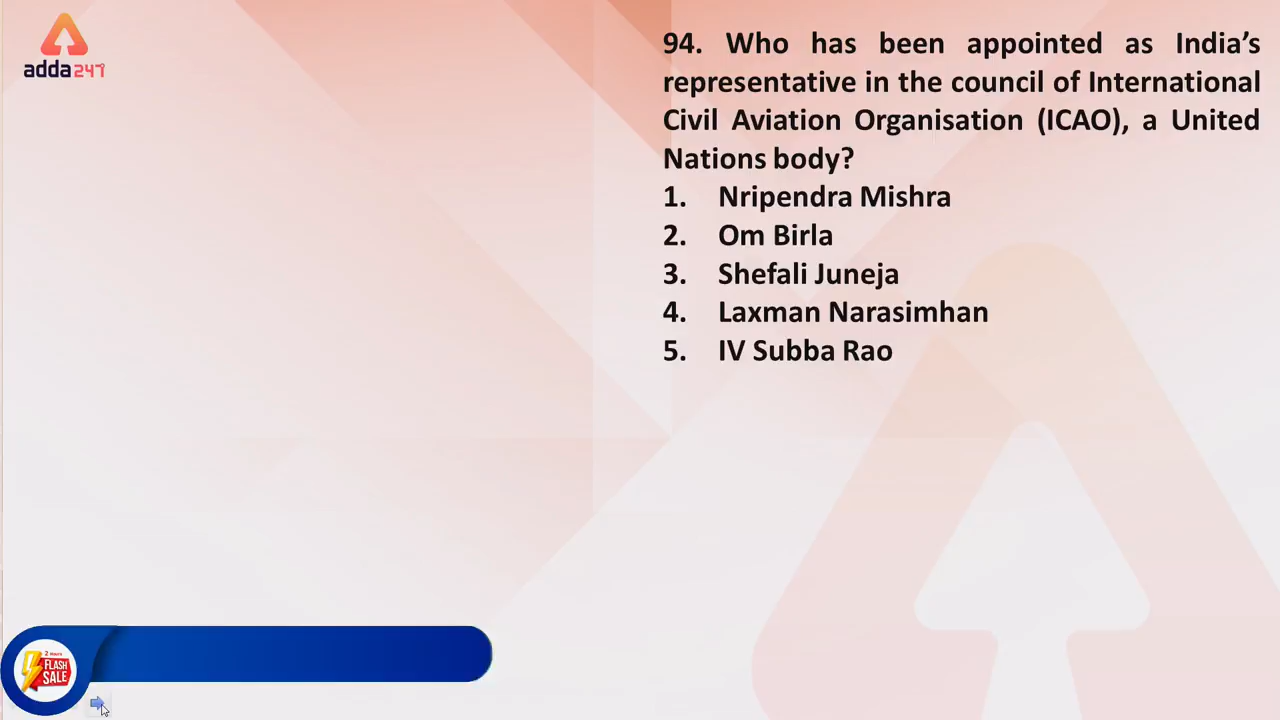 adda247
94. Who has been appointed as India's
representative in the council of International
Civil Aviation Organisation (ICAO), a United
Nations body?
1. Nripendra Mishra
2. Om Birla
3. Shefali Juneja
4. Laxman Narasimhan
5. IV Subba Rao
2 Hours
FLASH
SALE